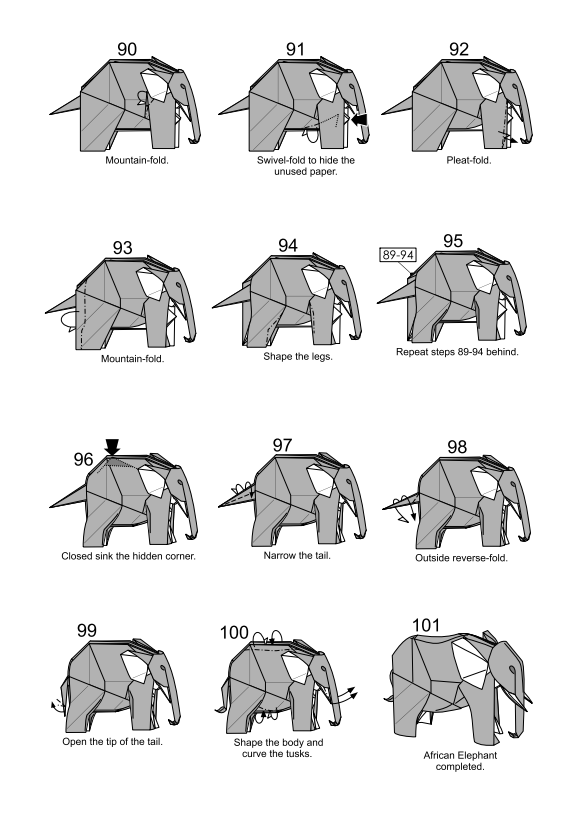 90
91
92
Mountain-fold.
Swivel-fold to hide the
unused paper.
Pleat-fold.
93
94
95
89-94
Mountain-fold.
Shape the legs.
Repeat steps 89-94 behind.
96
97
98
Closed sink the hidden corner.
Narrow the tail.
Outside reverse-fold.
99
100
101
Open the tip of the tail.
Shape the body and
curve the tusks.
African Elephant
completed.